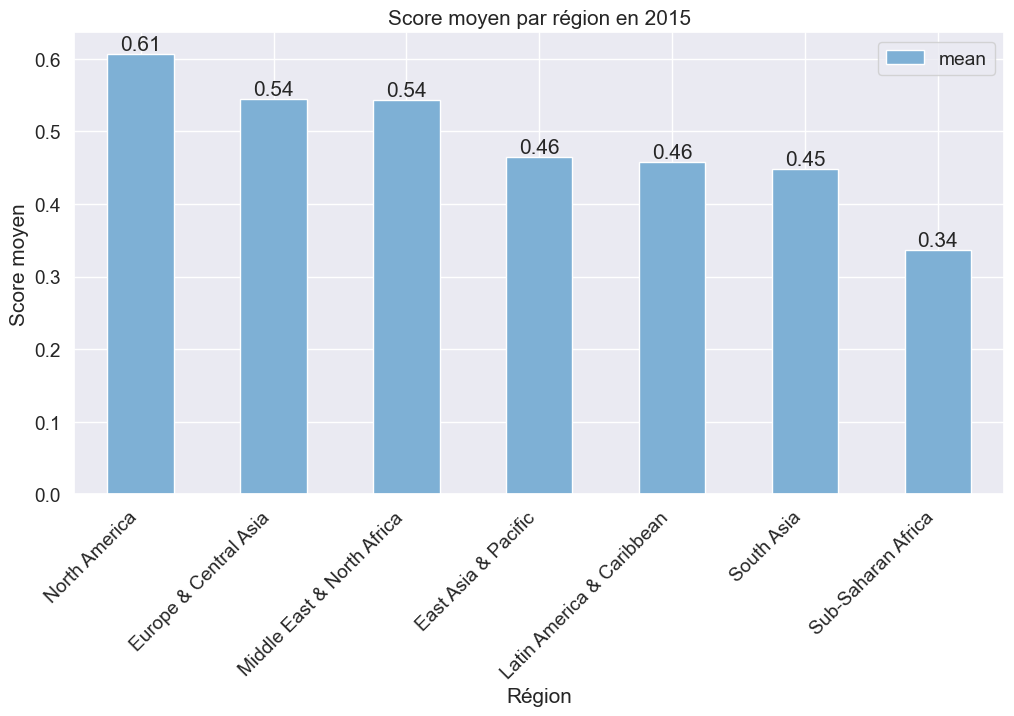 Score moyen par région en 2015
mean
Score moyen
0.6
0.5
0.4
0.3
0.2
0.1
0.0
0.61
0.54
0.54
0.46
0.46
0.45
0.34
North America
Europe & Central Asia
Middle East & North Africa
East Asia & Pacific
Latin America & Caribbean
South Asia
Sub-Saharan Africa
Région